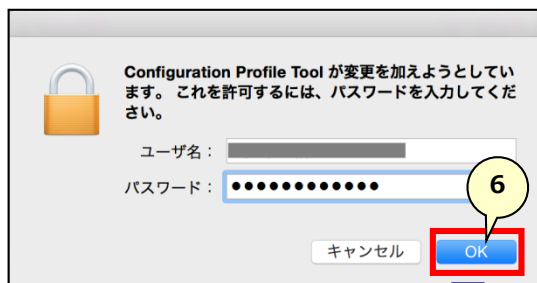 Configuration Profile Tool が変更を加えようとしてい
ます。 これを許可するには、パスワードを入力してくだ
さい。
ユーザ名：
パスワード： ●●●●●●●●●●●●
6
キャンセル OK